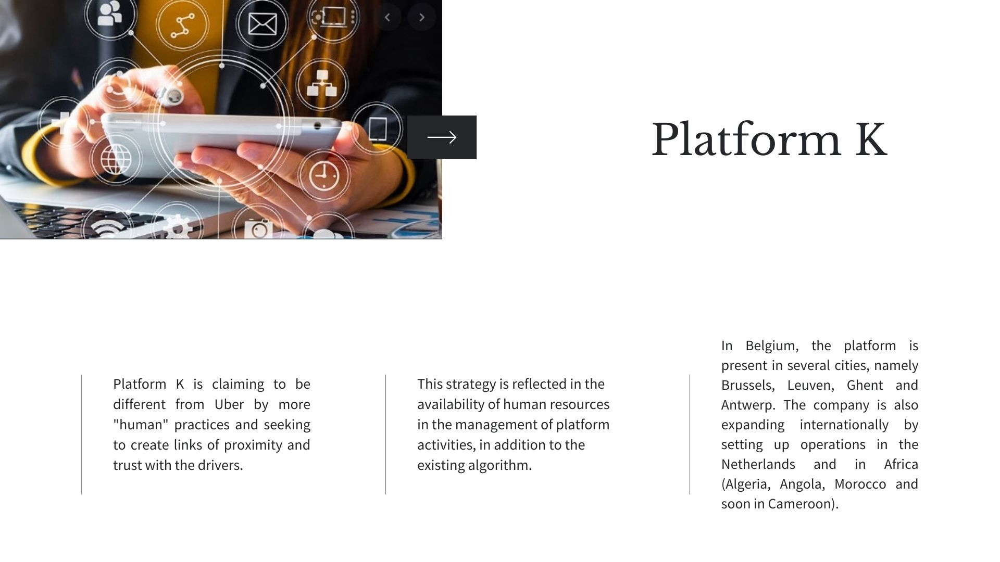 Platform K
Platform K is claiming to be
different from Uber by more
"human" practices and seeking
to create links of proximity and
trust with the drivers.
This strategy is reflected in the
availability of human resources
in the management of platform
activities, in addition to the
existing algorithm.
In Belgium, the platform is
present in several cities, namely
Brussels, Leuven, Ghent and
Antwerp. The company is also
expanding internationally by
setting up operations in the
Netherlands and in Africa
(Algeria, Angola, Morocco and
soon in Cameroon).